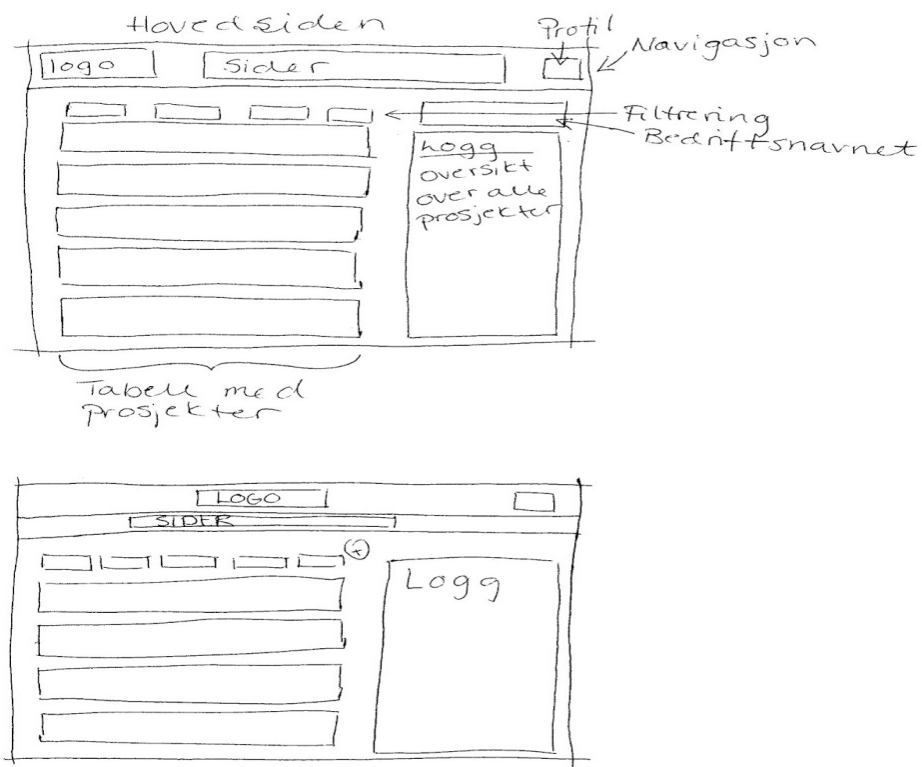 Hovedsiden
Profil
Navigasjon
logo
Sider
Filtrering
Bedriftsnavnet
Logg
oversikt
over alle
prosjekter
Tabell med
prosjekter
LOGO
SIDER
+
Logg